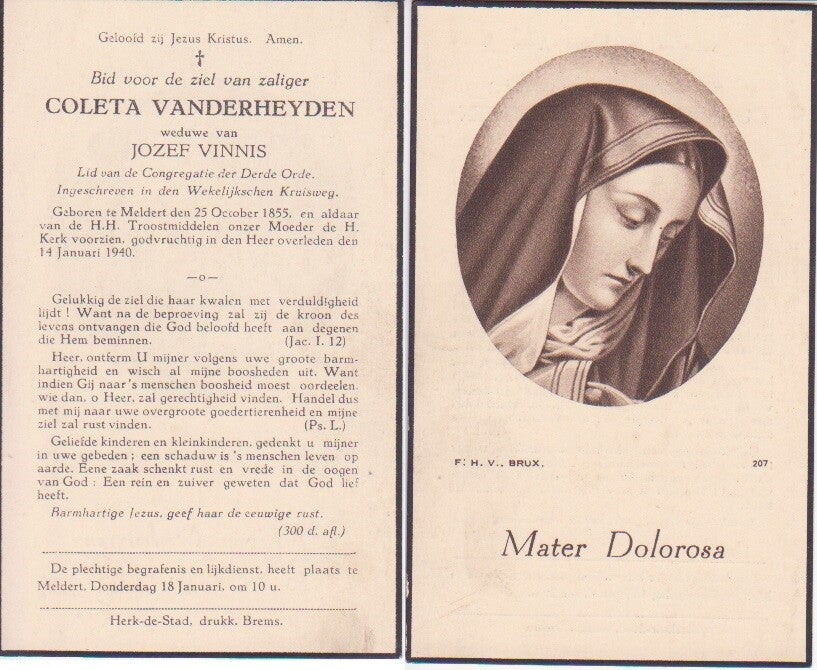 Geloofd zij Jezus Kristus. Amen.
†
Bid voor de ziel van zaliger
COLETA VANDERHEYDEN
weduwe van
JOZEF VINNIS
Lid van de Congregatie der Derde Orde.
Ingeschreven in den Wekelijkschen Kruisweg.
Geboren te Meldert den 25 October 1855, en aldaar
van de H.H. Troostmiddelen onzer Moeder de H.
Kerk voorzien, godvruchtig in den Heer overleden den
14 Januari 1940.
—o—
Gelukkig de ziel die haar kwalen met verduldigheid
lijdt ! Want na de beproeving zal zij de kroon des
levens ontvangen die God beloofd heeft aan degenen
die Hem beminnen. (Jac. I. 12)
Heer, ontferm U mijner volgens uwe groote barm-
hartigheid en wisch al mijne boosheden uit. Want
indien Gij naar's menschen boosheid moest oordeelen,
wie dan, o Heer, zal gerechtigheid vinden. Handel dus
met mij naar uwe overgroote goedertierenheid en mijne
ziel zal rust vinden. (Ps. L.)
Geliefde kinderen en kleinkinderen, gedenkt u mijner
in uwe gebeden ; een schaduw is 's menschen leven op
aarde. Eene zaak schenkt rust en vrede in de oogen
van God : Een rein en zuiver geweten dat God lief
heeft.
Barmhartige Jezus, geef haar de eeuwige rust.
(300 d. afl.)
De plechtige begrafenis en lijkdienst, heeft plaats te
Meldert, Donderdag 18 Januari, om 10 u.
Herk-de-Stad, drukk. Brems.
F. H. V., BRUX. 207
Mater Dolorosa